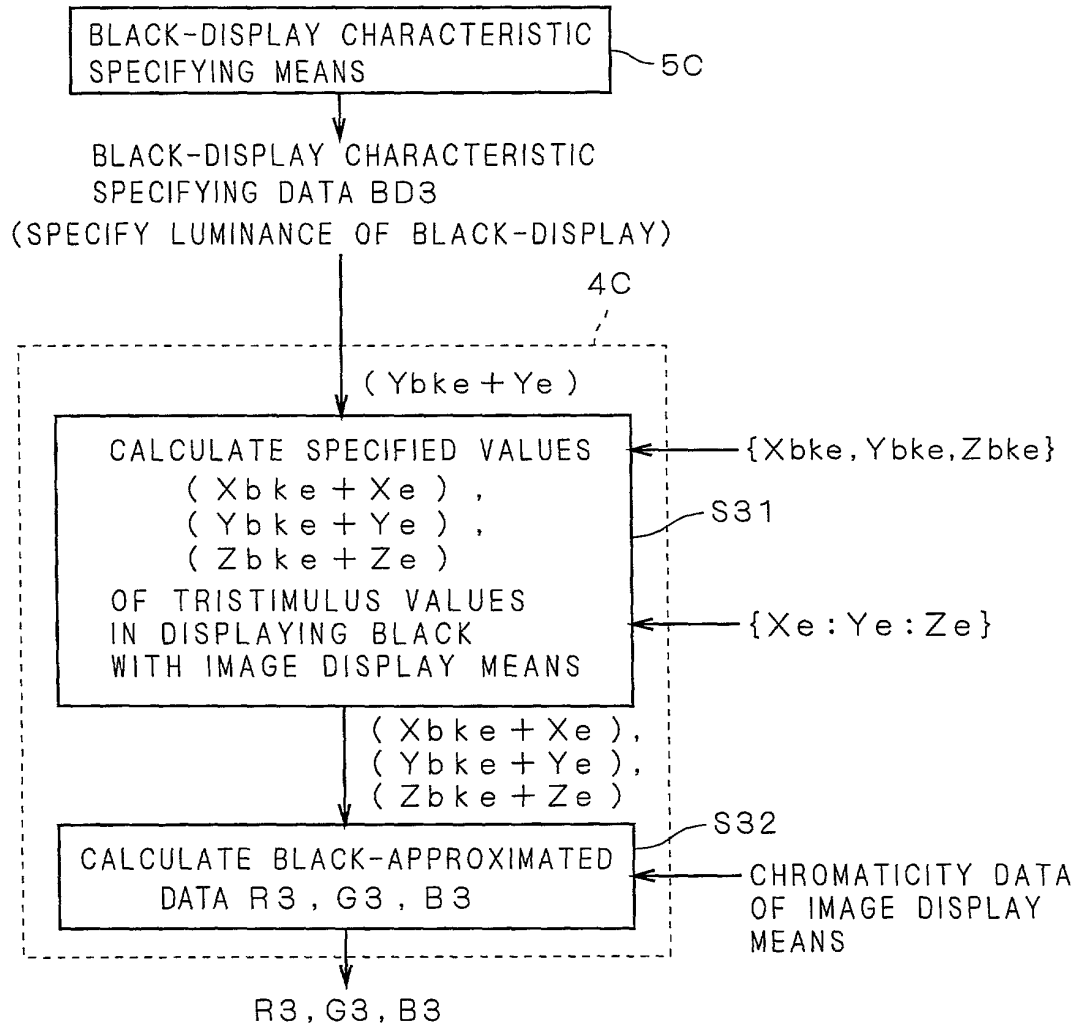 BLACK-DISPLAY CHARACTERISTIC
SPECIFYING MEANS
5C
BLACK-DISPLAY CHARACTERISTIC
SPECIFYING DATA BD3
(SPECIFY LUMINANCE OF BLACK-DISPLAY)
4C
(Ybke+Ye)
CALCULATE SPECIFIED VALUES
(Xbke+Xe),
(Ybke+Ye),
(Zbke+Ze)
OF TRISTIMULUS VALUES
IN DISPLAYING BLACK
WITH IMAGE DISPLAY MEANS
{Xbke,Ybke,Zbke}
S31
{Xe:Ye:Ze}
(Xbke+Xe),
(Ybke+Ye),
(Zbke+Ze)
S32
CALCULATE BLACK-APPROXIMATED
DATA R3,G3,B3
CHROMATICITY DATA
OF IMAGE DISPLAY
MEANS
R3,G3,B3